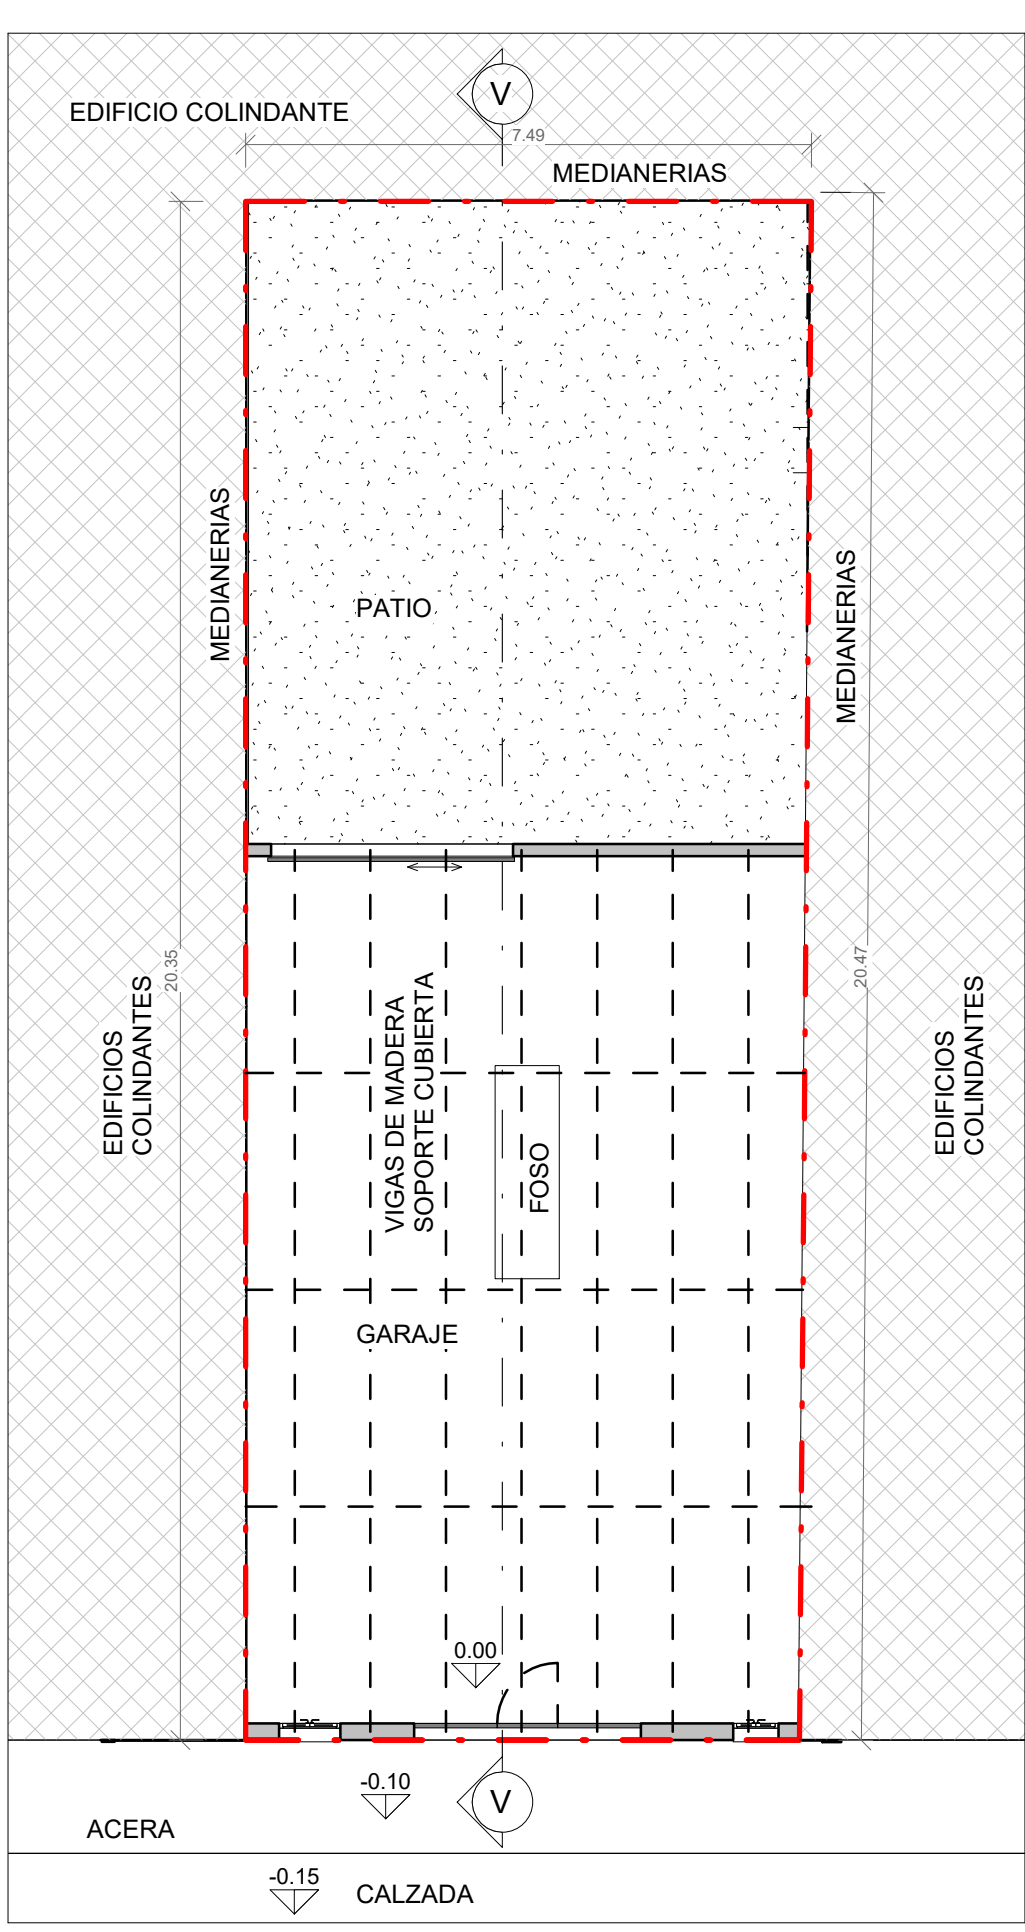 V
EDIFICIO COLINDANTE
7.49
MEDIANERIAS
MEDIANERIAS
MEDIANERIAS
PATIO
20.35
20.47
EDIFICIOS
COLINDANTES
VIGAS DE MADERA
SOPORTE CUBIERTA
FOSO
EDIFICIOS
COLINDANTES
GARAJE
0.00
-0.10
V
ACERA
-0.15
CALZADA